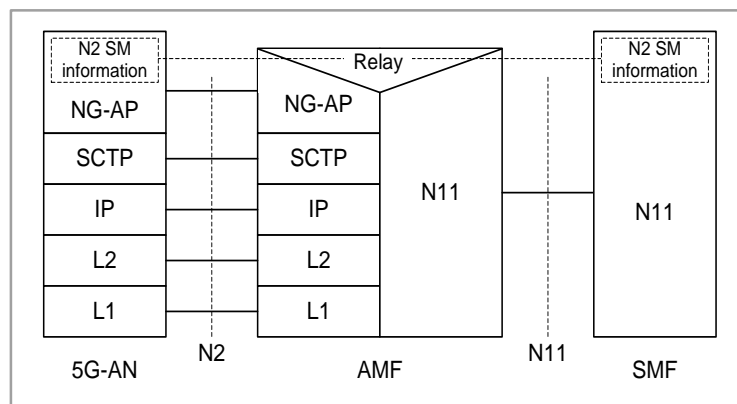 N2 SM
information
NG-AP
SCTP
IP
L2
L1
5G-AN
N2
Relay
NG-AP
SCTP
IP
L2
L1
N11
AMF
N11
N2 SM
information
N11
SMF